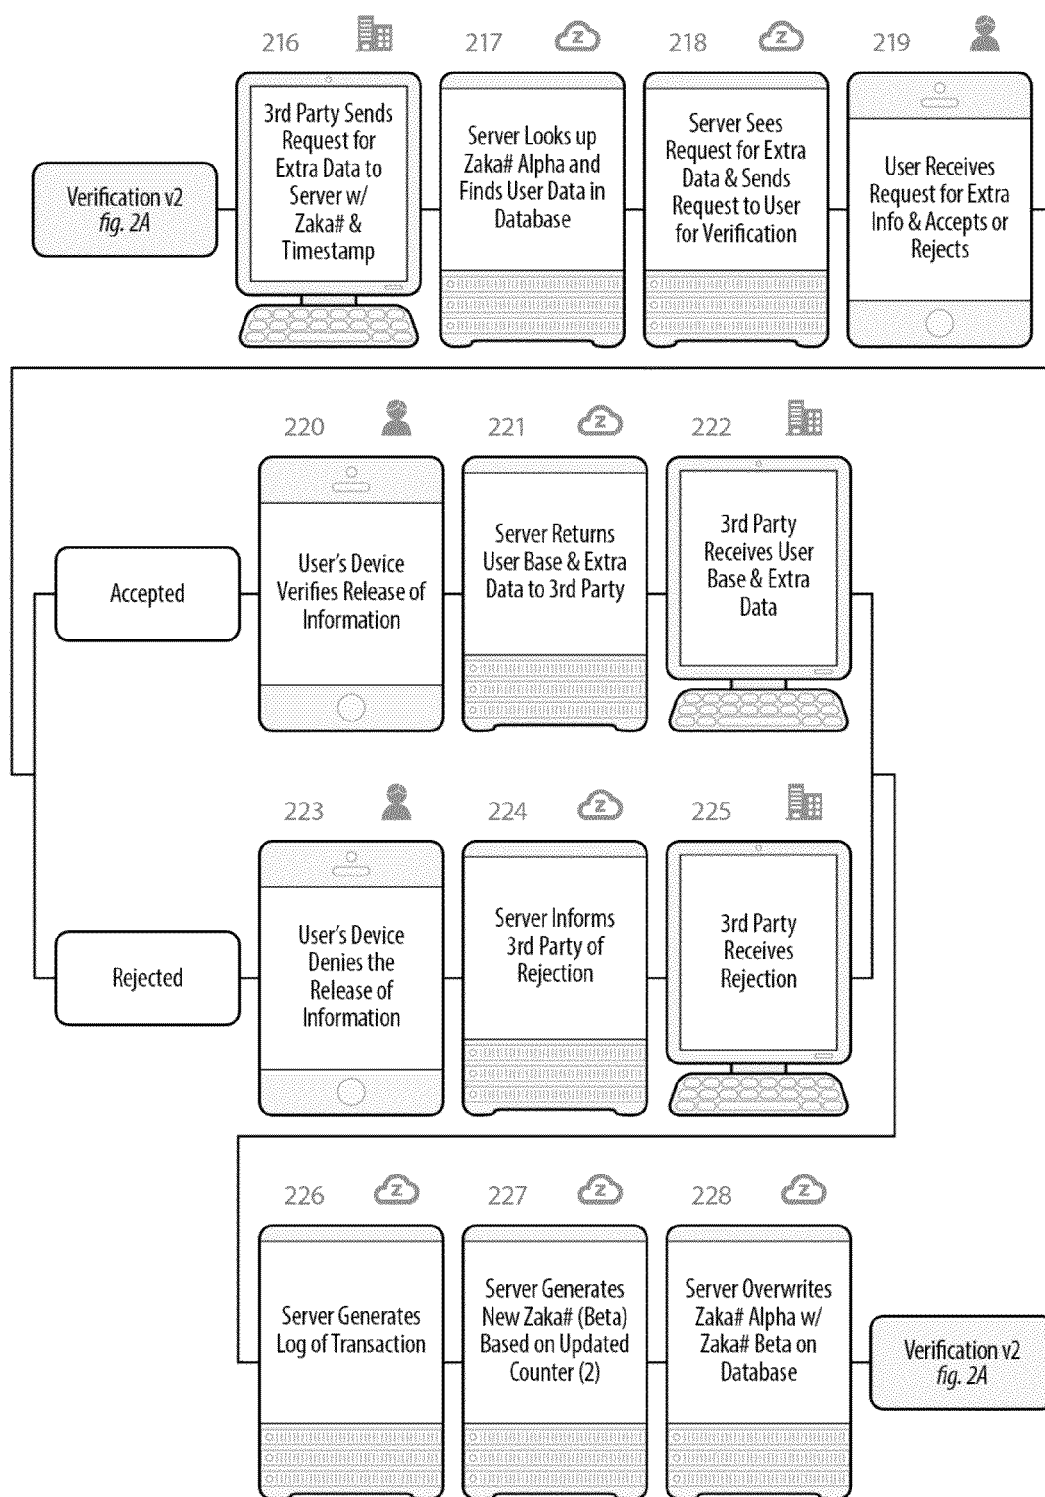 216
217
218
219
Verification v2
fig. 2A
3rd Party Sends
Request for
Extra Data to
Server w/
Zaka# &
Timestamp
Server Looks up
Zaka# Alpha and
Finds User Data in
Database
Server Sees
Request for Extra
Data & Sends
Request to User
for Verification
User Receives
Request for Extra
Info & Accepts or
Rejects
220
221
222
Accepted
User's Device
Verifies Release of
Information
Server Returns
User Base & Extra
Data to 3rd Party
3rd Party
Receives User
Base & Extra
Data
223
224
225
Rejected
User's Device
Denies the
Release of
Information
Server Informs
3rd Party of
Rejection
3rd Party
Receives
Rejection
226
227
228
Server Generates
Log of Transaction
Server Generates
New Zaka# (Beta)
Based on Updated
Counter (2)
Server Overwrites
Zaka# Alpha w/
Zaka# Beta on
Database
Verification v2
fig. 2A